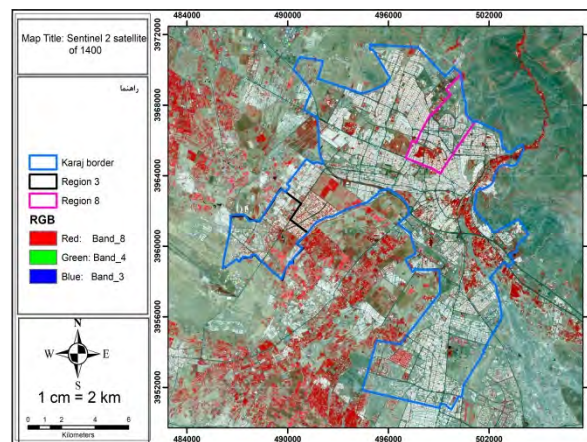 484000 490000 496000 502000
Map Title: Sentinel 2 satellite
of 1400
راهنما
Karaj border
Region 3
Region 8
RGB
Red: Band_8
Green: Band_4
Blue: Band_3
N
W E
S
1 cm = 2 km
0 1 2 4 6
Kilometers
3972000
3968000
3964000
3960000
3956000
3952000
484000 490000 496000 502000